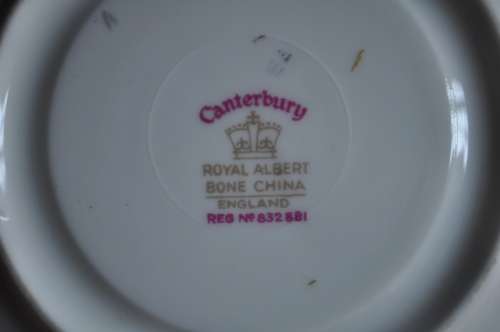 Canterbury
ROYAL ALBERT
BONE CHINA
ENGLAND
REG Nº 832881